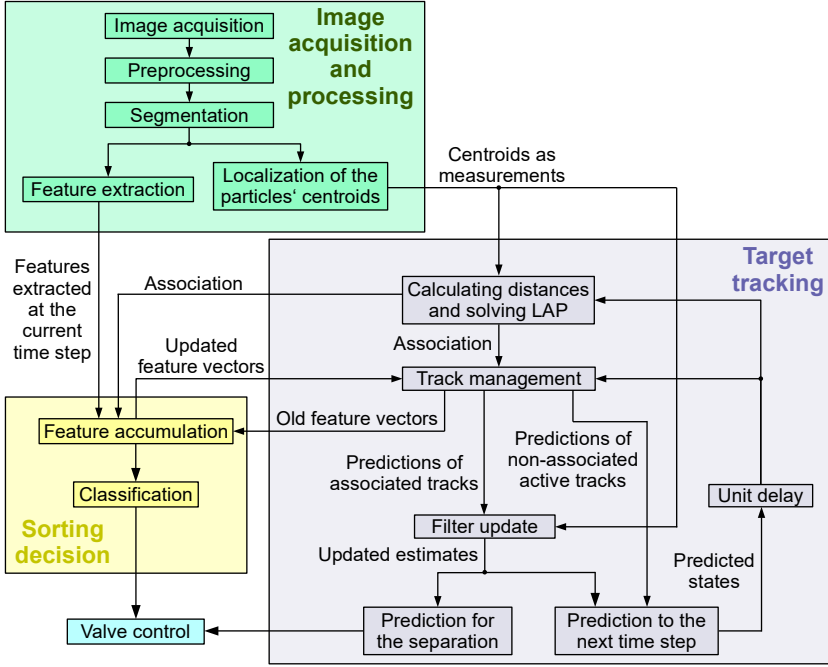 Image acquisition
Image
acquisition
and
processing
Preprocessing
Segmentation
Feature extraction
Localization of the
particles‘ centroids
Centroids as
measurements
Features
extracted
at the
current
time step
Target
tracking
Association
Calculating distances
and solving LAP
Association
Updated
feature vectors
Track management
Old feature vectors
Feature accumulation
Predictions of
associated tracks
Predictions of
non-associated
active tracks
Classification
Unit delay
Sorting
decision
Filter update
Updated estimates
Predicted
states
Valve control
Prediction for
the separation
Prediction to the
next time step